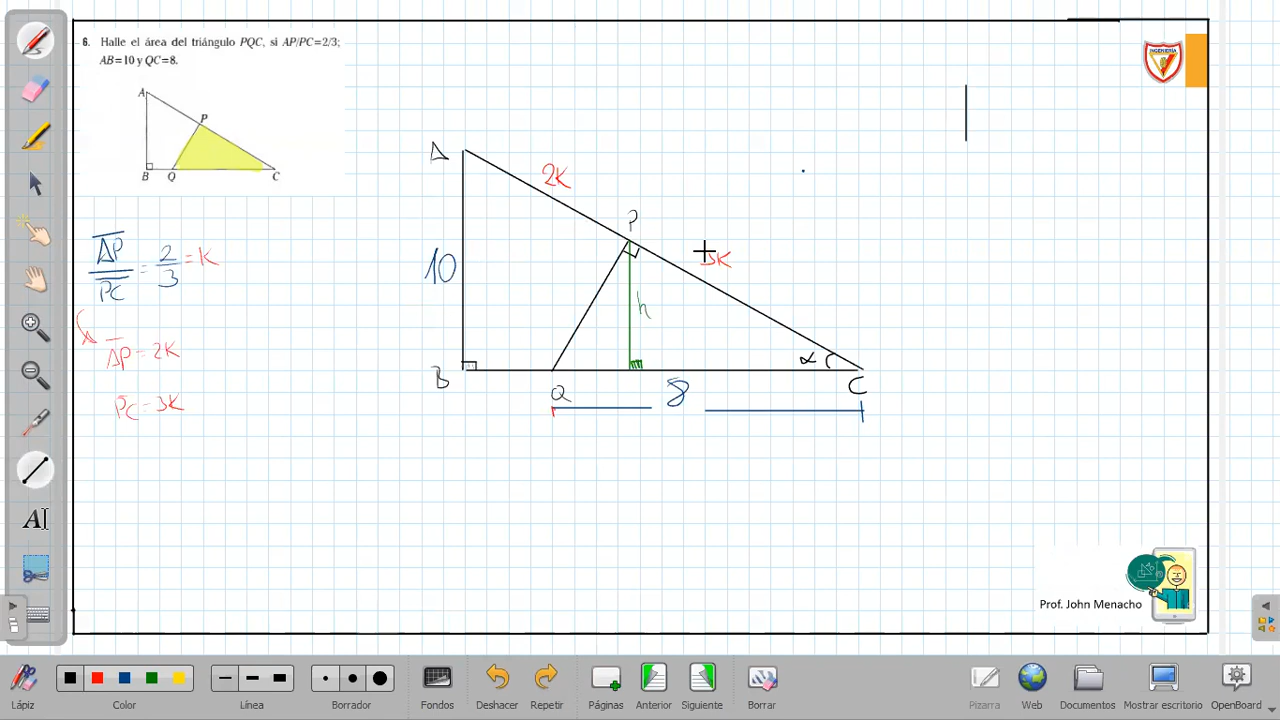 6. Halle el área del triángulo PQC, si AP/PC=2/3;
AB=10 y QC=8.
A
P
B Q C
AP/PC = 2/3 = K
AP = 2K
PC = 3K
A
2K
P
10
3K
h
α
B
Q
8
C
INGENIERÍA
Prof. John Menacho
A
Lápiz
Color
Línea
Borrador
Fondos
Deshacer
Repetir
Páginas
Anterior
Siguiente
Borrar
Pizarra
Web
Documentos
Mostrar escritorio
OpenBoard